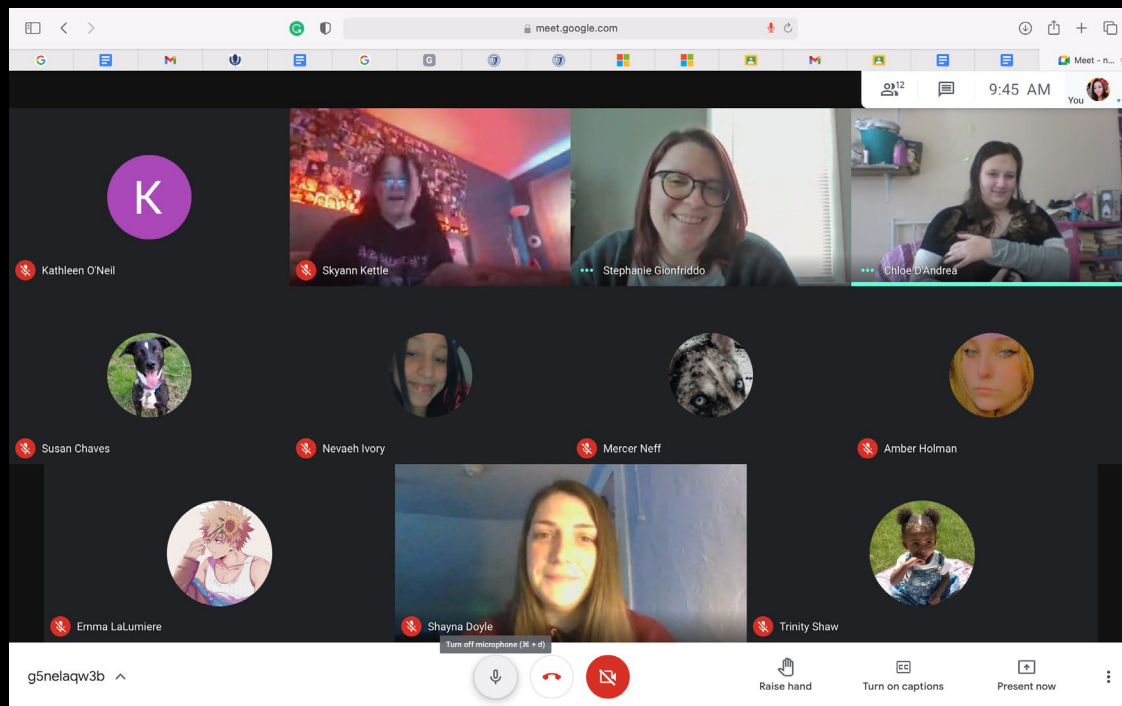 meet.google.com
Meet - n...
12
9:45 AM
You
K
Kathleen O'Neil
Skyann Kettle
Stephanie Gionfriddo
Chloe D'Andrea
Susan Chaves
Nevaeh Ivory
Mercer Neff
Amber Holman
Emma LaLumiere
Shayna Doyle
Trinity Shaw
Turn off microphone (⌘ + d)
g5nelaqw3b
Raise hand
CC
Turn on captions
Present now